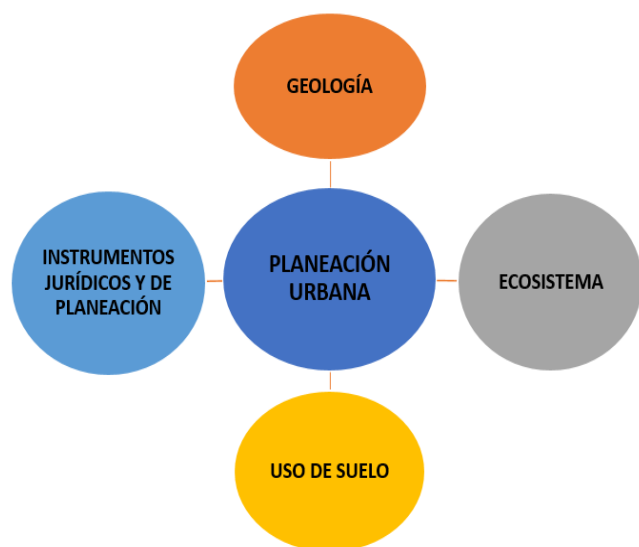 GEOLOGÍA
INSTRUMENTOS
JURÍDICOS Y DE
PLANEACIÓN
PLANEACIÓN
URBANA
ECOSISTEMA
USO DE SUELO